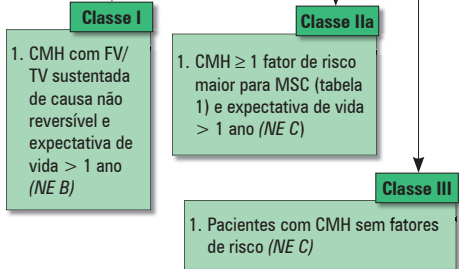 Classe I
1. CMH com FV/
TV sustentada
de causa não
reversível e
expectativa de
vida > 1 ano
(NE B)
Classe IIa
1. CMH ≥ 1 fator de risco
maior para MSC (tabela
1) e expectativa de vida
> 1 ano (NE C)
Classe III
1. Pacientes com CMH sem fatores
de risco (NE C)